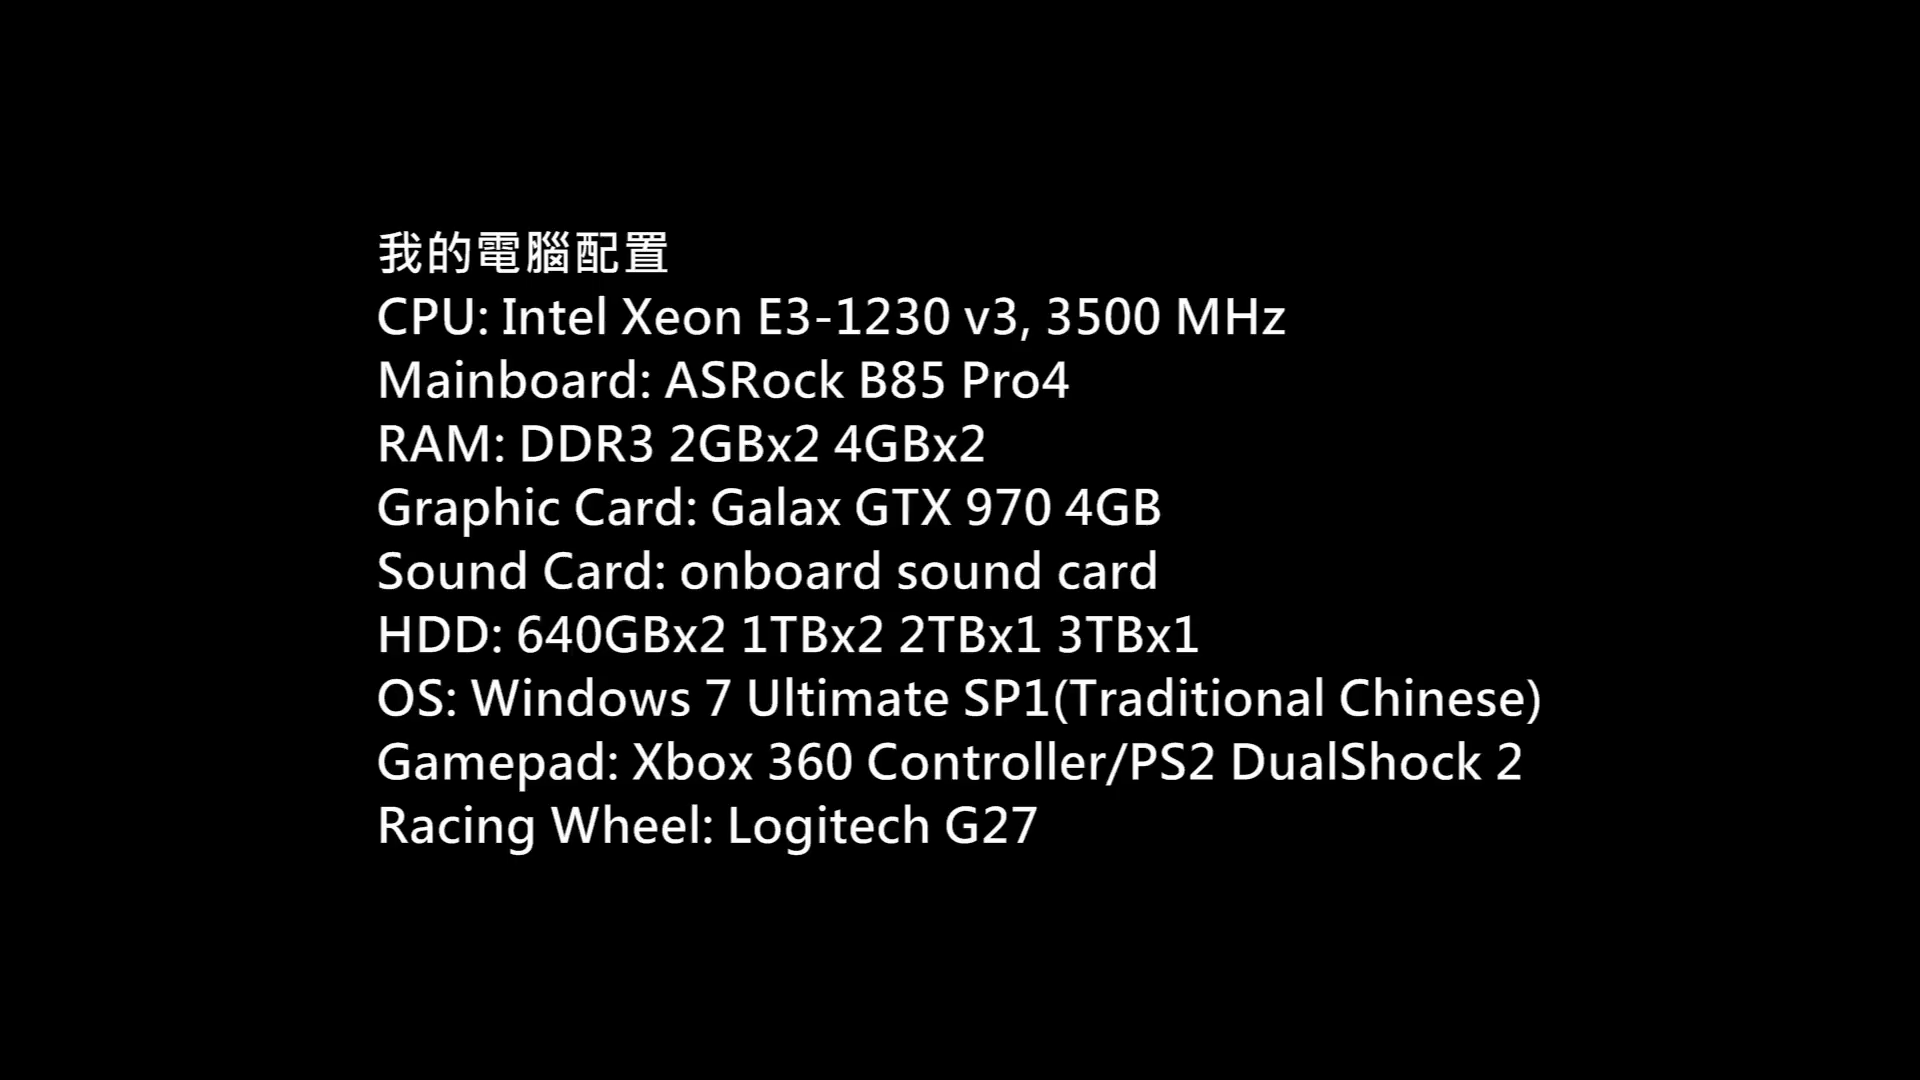 我的電腦配置
CPU: Intel Xeon E3-1230 v3, 3500 MHz
Mainboard: ASRock B85 Pro4
RAM: DDR3 2GBx2 4GBx2
Graphic Card: Galax GTX 970 4GB
Sound Card: onboard sound card
HDD: 640GBx2 1TBx2 2TBx1 3TBx1
OS: Windows 7 Ultimate SP1(Traditional Chinese)
Gamepad: Xbox 360 Controller/PS2 DualShock 2
Racing Wheel: Logitech G27